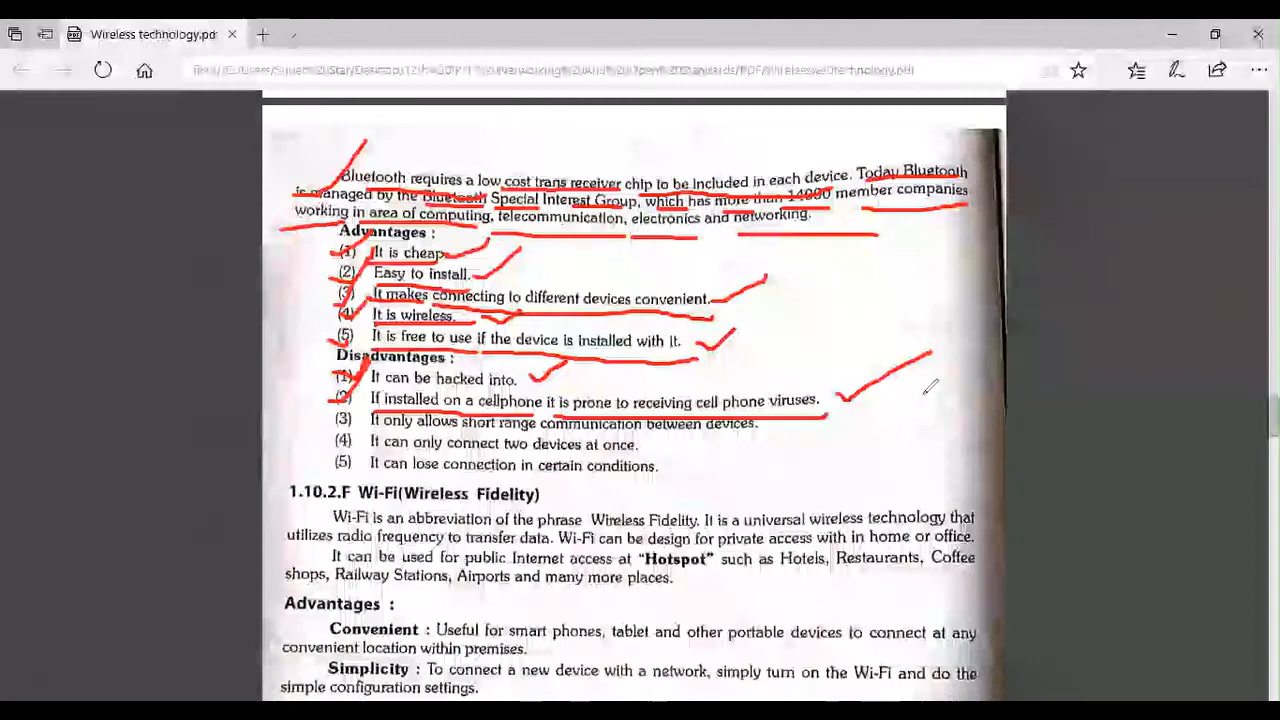 Wireless technology.pdf
Bluetooth requires a low cost trans receiver chip to be included in each device. Today Bluetooth
is managed by the Bluetooth Special Interest Group, which has more than 14000 member companies
working in area of computing, telecommunication, electronics and networking.
Advantages :
(1) It is cheap.
(2) Easy to install.
(3) It makes connecting to different devices convenient.
(4) It is wireless.
(5) It is free to use if the device is installed with it.
Disadvantages :
(1) It can be hacked into.
(2) If installed on a cellphone it is prone to receiving cell phone viruses.
(3) It only allows short range communication between devices.
(4) It can only connect two devices at once.
(5) It can lose connection in certain conditions.
1.10.2.F Wi-Fi(Wireless Fidelity)
Wi-Fi is an abbreviation of the phrase Wireless Fidelity. It is a universal wireless technology that
utilizes radio frequency to transfer data. Wi-Fi can be design for private access with in home or office.
It can be used for public Internet access at “Hotspot” such as Hotels, Restaurants, Coffee
shops, Railway Stations, Airports and many more places.
Advantages :
Convenient : Useful for smart phones, tablet and other portable devices to connect at any
convenient location within premises.
Simplicity : To connect a new device with a network, simply turn on the Wi-Fi and do the
simple configuration settings.